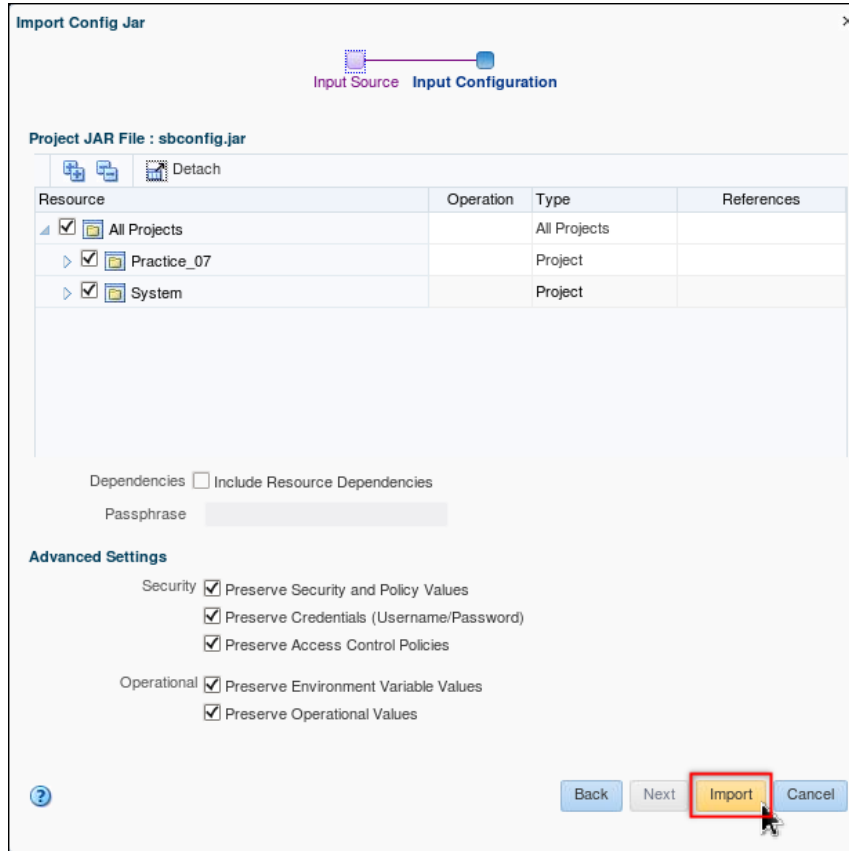 Import Config Jar ×
Input Source Input Configuration
Project JAR File : sbconfig.jar
Detach
Resource Operation Type References
All Projects All Projects
Practice_07 Project
System Project
Dependencies Include Resource Dependencies
Passphrase
Advanced Settings
Security Preserve Security and Policy Values
Preserve Credentials (Username/Password)
Preserve Access Control Policies
Operational Preserve Environment Variable Values
Preserve Operational Values
? Back Next Import Cancel